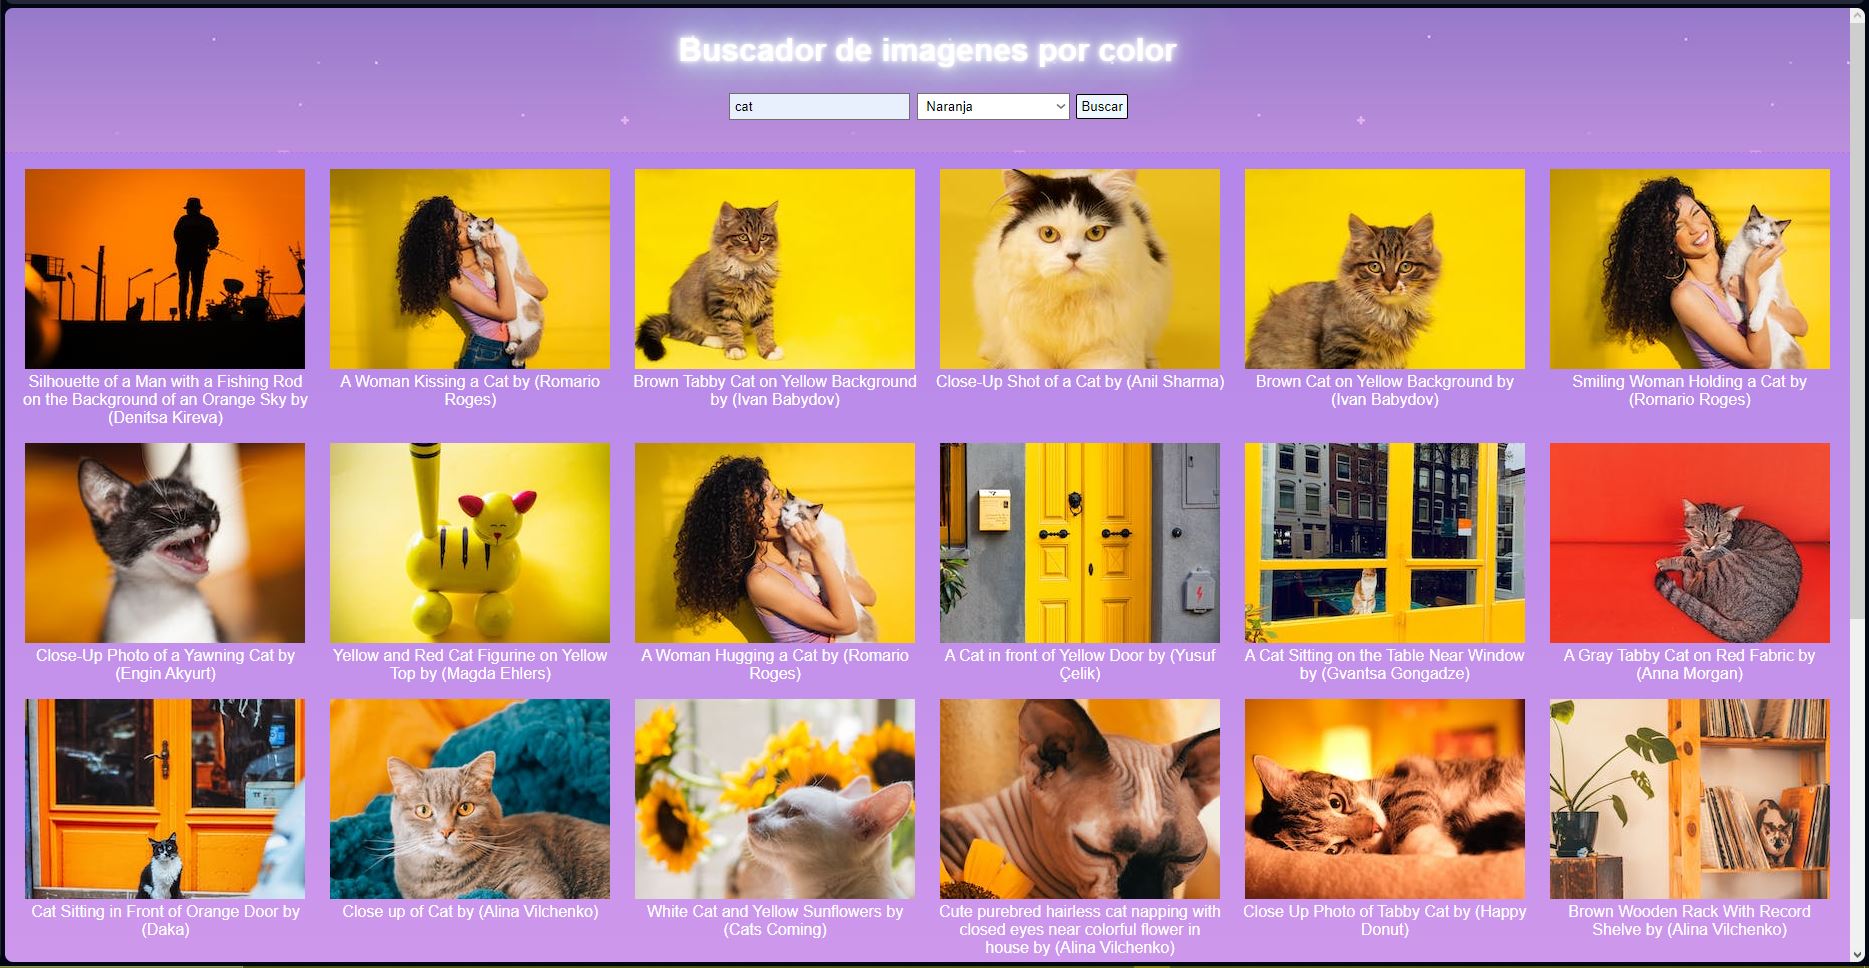 Buscador de imagenes por color
cat
Naranja
Buscar
Silhouette of a Man with a Fishing Rod
on the Background of an Orange Sky by
(Denitsa Kireva)
A Woman Kissing a Cat by (Romario
Roges)
Brown Tabby Cat on Yellow Background
by (Ivan Babydov)
Close-Up Shot of a Cat by (Anil Sharma)
Brown Cat on Yellow Background by
(Ivan Babydov)
Smiling Woman Holding a Cat by
(Romario Roges)
Close-Up Photo of a Yawning Cat by
(Engin Akyurt)
Yellow and Red Cat Figurine on Yellow
Top by (Magda Ehlers)
A Woman Hugging a Cat by (Romario
Roges)
A Cat in front of Yellow Door by (Yusuf
Çelik)
A Cat Sitting on the Table Near Window
by (Gvantsa Gongadze)
A Gray Tabby Cat on Red Fabric by
(Anna Morgan)
Cat Sitting in Front of Orange Door by
(Daka)
Close up of Cat by (Alina Vilchenko)
White Cat and Yellow Sunflowers by
(Cats Coming)
Cute purebred hairless cat napping with
closed eyes near colorful flower in
house by (Alina Vilchenko)
Close Up Photo of Tabby Cat by (Happy
Donut)
Brown Wooden Rack With Record
Shelve by (Alina Vilchenko)